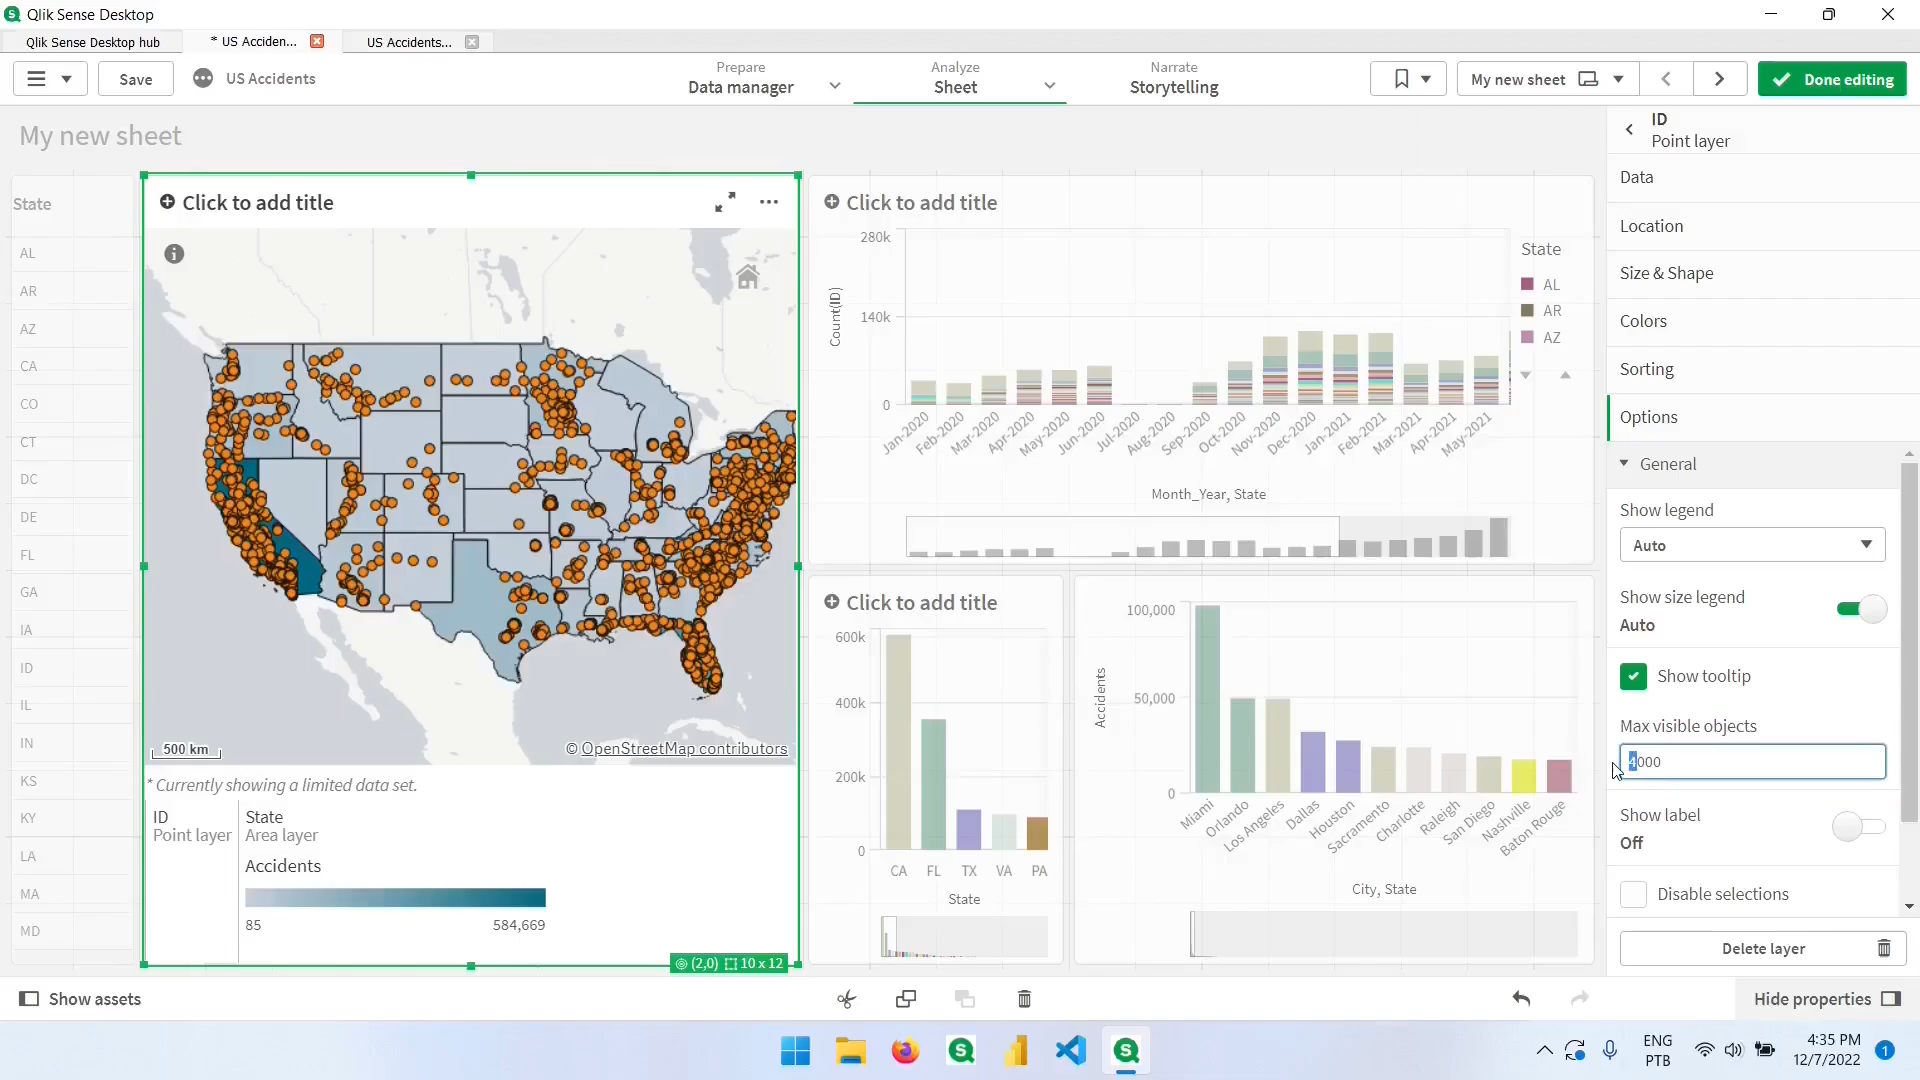 Qlik Sense Desktop
Qlik Sense Desktop hub
* US Acciden...
US Accidents...
Save
US Accidents
Prepare
Data manager
Analyze
Sheet
Narrate
Storytelling
My new sheet
Done editing
My new sheet
State
AL
AR
AZ
CA
CO
CT
DC
DE
FL
GA
IA
ID
IL
IN
KS
KY
LA
MA
MD
Click to add title
500 km
© OpenStreetMap contributors
* Currently showing a limited data set.
ID
Point layer
State
Area layer
Accidents
85
584,669
(2,0) 10 x 12
Click to add title
Count(ID)
280k
140k
0
Jan-2020
Feb-2020
Mar-2020
Apr-2020
May-2020
Jun-2020
Jul-2020
Aug-2020
Sep-2020
Oct-2020
Nov-2020
Dec-2020
Jan-2021
Feb-2021
Mar-2021
Apr-2021
May-2021
Month_Year, State
State
AL
AR
AZ
Click to add title
600k
400k
200k
0
CA
FL
TX
VA
PA
State
Accidents
100,000
50,000
0
Miami
Orlando
Los Angeles
Dallas
Houston
Sacramento
Charlotte
Raleigh
San Diego
Nashville
Baton Rouge
City, State
ID
Point layer
Data
Location
Size & Shape
Colors
Sorting
Options
General
Show legend
Auto
Show size legend
Auto
Show tooltip
Max visible objects
4000
Show label
Off
Disable selections
Delete layer
Show assets
Hide properties
ENG
PTB
4:35 PM
12/7/2022
1